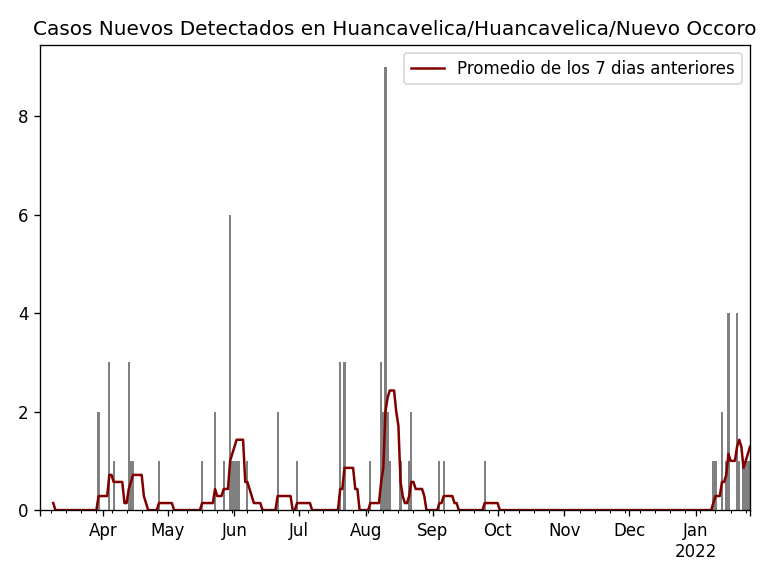 Casos Nuevos Detectados en Huancavelica/Huancavelica/Nuevo Occoro
Promedio de los 7 dias anteriores
8
6
4
2
0
Apr May Jun Jul Aug Sep Oct Nov Dec Jan
2022